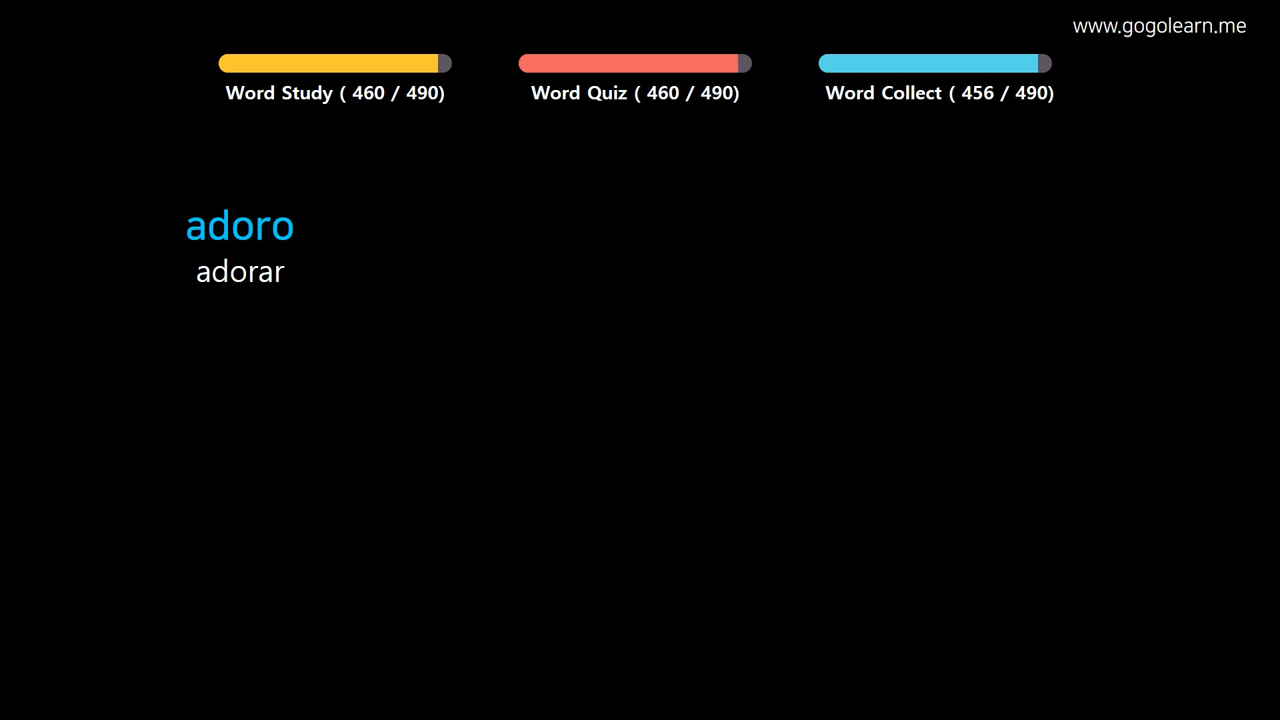 www.gogolearn.me
Word Study ( 460 / 490)
Word Quiz ( 460 / 490)
Word Collect ( 456 / 490)
adoro
adorar